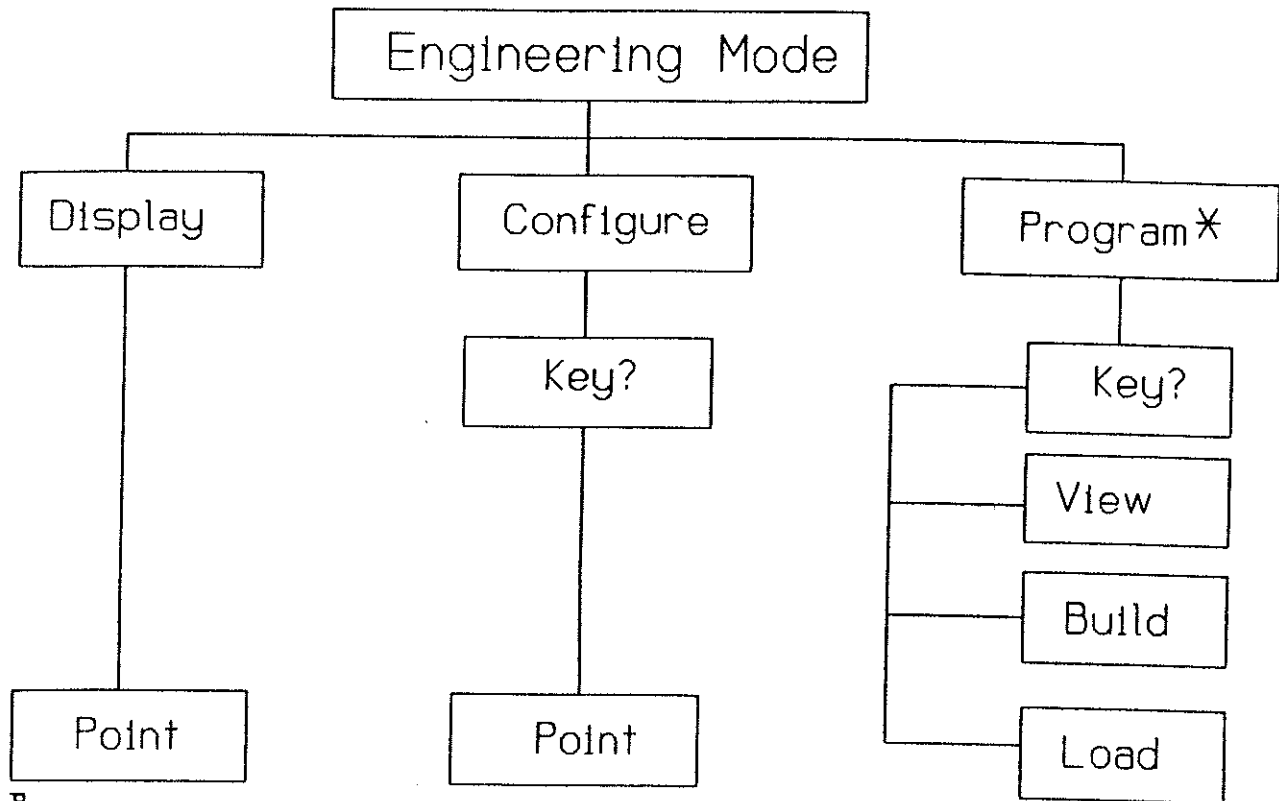 Engineering Mode
Display
Configure
Program*
Key?
Key?
View
Build
Point
Point
Load